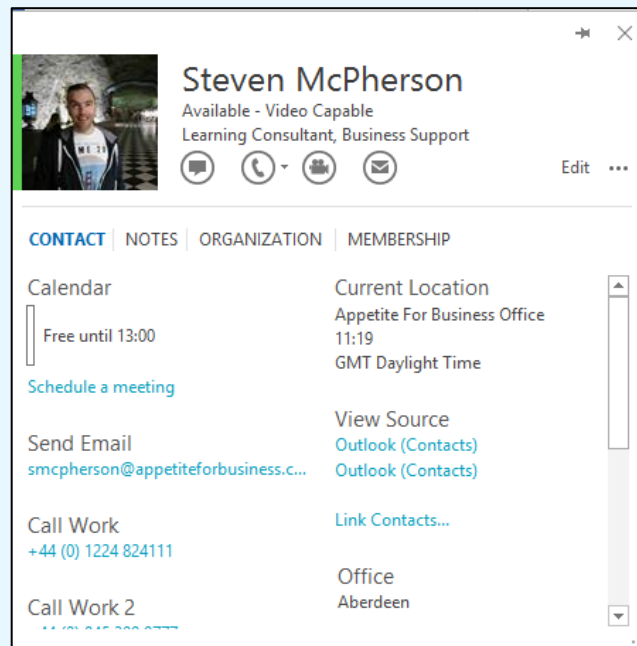 Steven McPherson
Available - Video Capable
Learning Consultant, Business Support
Edit
CONTACT NOTES ORGANIZATION MEMBERSHIP
Calendar
Free until 13:00
Schedule a meeting
Send Email
smcpherson@appetiteforbusiness.c...
Call Work
+44 (0) 1224 824111
Call Work 2
Current Location
Appetite For Business Office
11:19
GMT Daylight Time
View Source
Outlook (Contacts)
Outlook (Contacts)
Link Contacts...
Office
Aberdeen